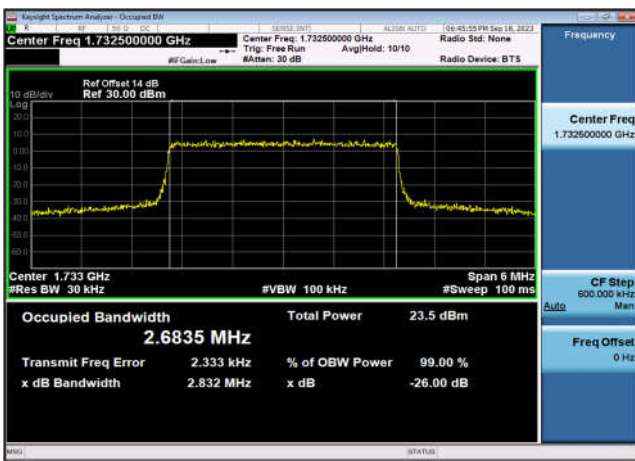 Keysight Spectrum Analyzer - Occupied BW
R RF 50 Ω DC SENSE:INT ALIGN AUTO 06:45:55 PM Sep 18, 2023
Center Freq 1.732500000 GHz
Center Freq: 1.732500000 GHz
Radio Std: None
Trig: Free Run Avg|Hold: 10/10
#IFGain:Low #Atten: 30 dB Radio Device: BTS
Frequency
Ref Offset 14 dB
10 dB/div Ref 30.00 dBm
Log
20.0
10.0
0.00
-10.0
-20.0
-30.0
-40.0
-50.0
-60.0
Center 1.733 GHz Span 6 MHz
#Res BW 30 kHz #VBW 100 kHz #Sweep 100 ms
Occupied Bandwidth Total Power 23.5 dBm
2.6835 MHz
Transmit Freq Error 2.333 kHz % of OBW Power 99.00 %
x dB Bandwidth 2.832 MHz x dB -26.00 dB
Center Freq
1.732500000 GHz
CF Step
600.000 kHz
Auto Man
Freq Offset
0 Hz
MSG STATUS